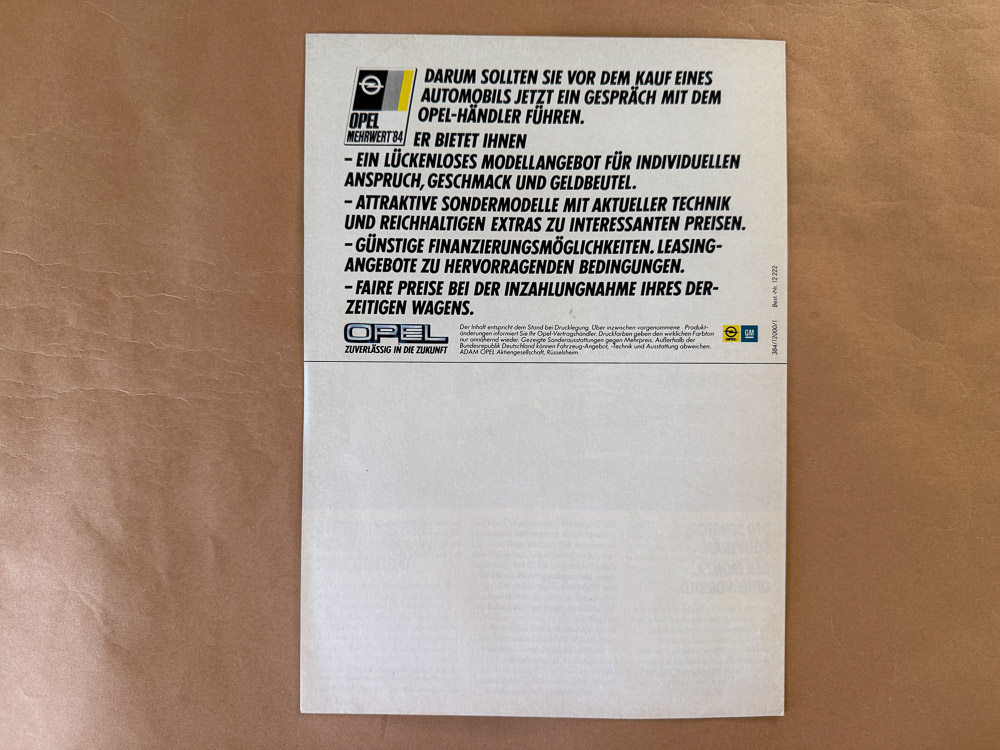 DARUM SOLLTEN SIE VOR DEM KAUF EINES
AUTOMOBILS JETZT EIN GESPRÄCH MIT DEM
OPEL-HÄNDLER FÜHREN.
OPEL
MEHRWERT '84
ER BIETET IHNEN
– EIN LÜCKENLOSES MODELLANGEBOT FÜR INDIVIDUELLEN
ANSPRUCH, GESCHMACK UND GELDBEUTEL.
– ATTRAKTIVE SONDERMODELLE MIT AKTUELLER TECHNIK
UND REICHHALTIGEN EXTRAS ZU INTERESSANTEN PREISEN.
– GÜNSTIGE FINANZIERUNGSMÖGLICHKEITEN. LEASING-
ANGEBOTE ZU HERVORRAGENDEN BEDINGUNGEN.
– FAIRE PREISE BEI DER INZAHLUNGNAHME IHRES DER-
ZEITIGEN WAGENS.
OPEL
ZUVERLÄSSIG IN DIE ZUKUNFT
Der Inhalt entspricht dem Stand bei Drucklegung. Über inzwischen vorgenommene Produkt-
änderungen informiert Sie Ihr Opel-Vertragshändler. Druckfarben geben den wirklichen Farbton
nur annähernd wieder. Gezeigte Sonderausstattungen gegen Mehrpreis. Außerhalb der
Bundesrepublik Deutschland können Fahrzeug-Angebot, -Technik und Ausstattung abweichen.
ADAM OPEL Aktiengesellschaft, Rüsselsheim.
OPEL
GM
384/12000/1 Best.-Nr. 12 222